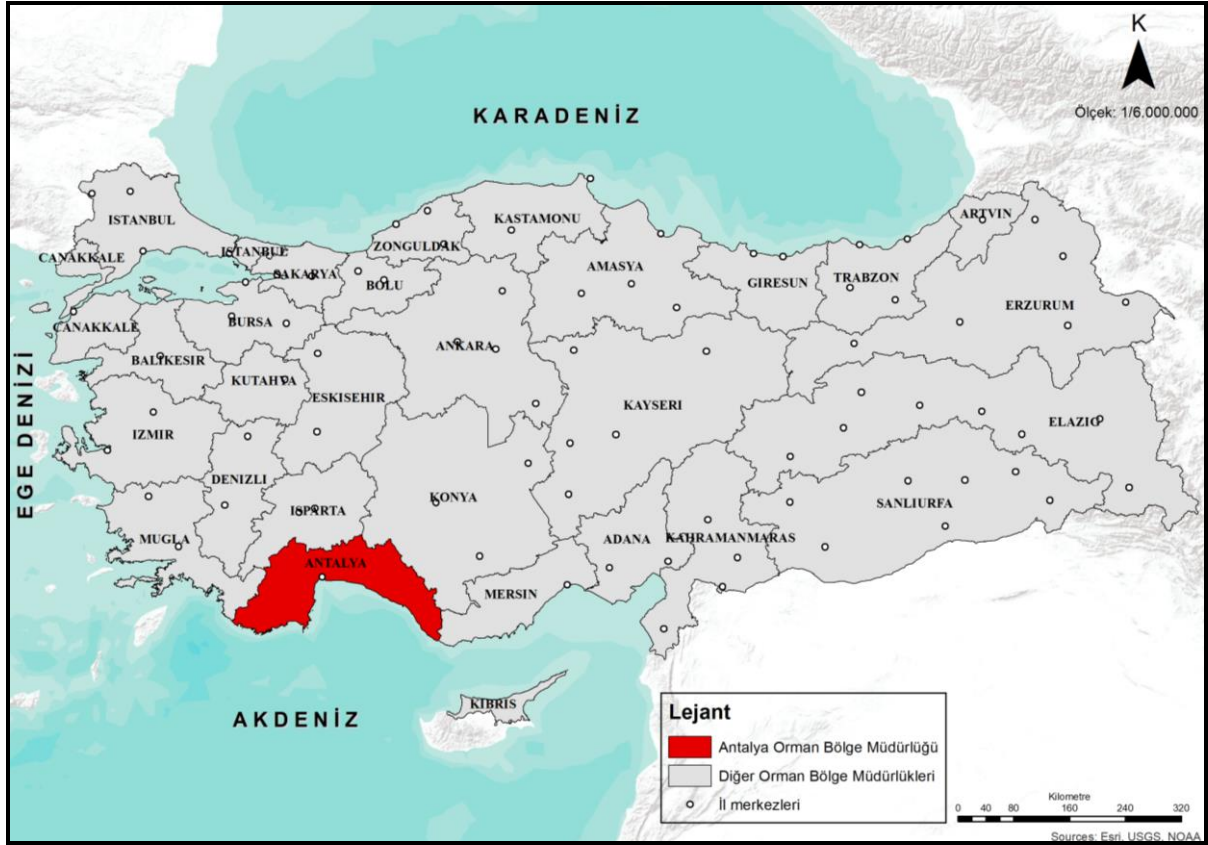 K
Ölçek: 1/6.000.000
KARADENİZ
ISTANBUL
KASTAMONU
ARTVIN
ZONGULDAK
CANAKKALE
ISTANBUL
SAKARYA
BOLU
AMASYA
GIRESUN
TRABZON
ERZURUM
CANAKKALE
BURSA
ANKARA
BALIKESIR
KUTAHYA
ESKISEHIR
KAYSERI
EGE DENİZİ
IZMIR
ELAZIG
DENIZLI
KONYA
SANLIURFA
ISPARTA
MUGLA
ADANA
KAHRAMANMARAS
ANTALYA
MERSIN
KIBRIS
AKDENİZ
Lejant
Antalya Orman Bölge Müdürlüğü
Diğer Orman Bölge Müdürlükleri
İl merkezleri
Kilometre
0 40 80 160 240 320
Sources: Esri, USGS, NOAA